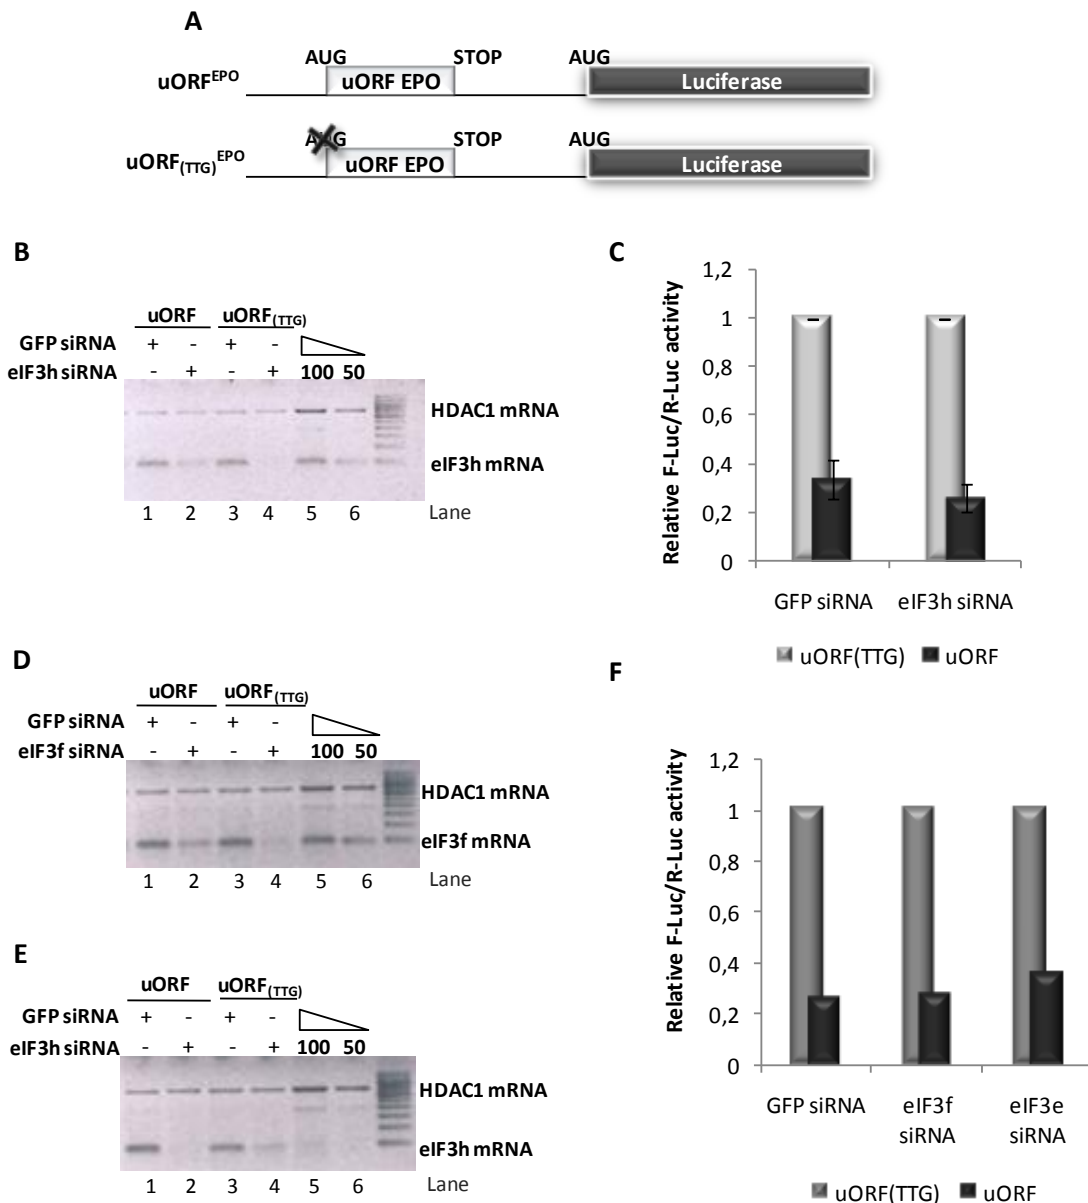 A
AUG STOP AUG
uORF^EPO uORF EPO Luciferase
AUG STOP AUG
uORF(TTG)^EPO uORF EPO Luciferase
B
uORF uORF(TTG)
GFP siRNA + - + -
eIF3h siRNA - + - + 100 50
HDAC1 mRNA
eIF3h mRNA
1 2 3 4 5 6 Lane
C
Relative F-Luc/R-Luc activity
1,2
1
0,8
0,6
0,4
0,2
0
GFP siRNA eIF3h siRNA
uORF(TTG) uORF
D
uORF uORF(TTG)
GFP siRNA + - + -
eIF3f siRNA - + - + 100 50
HDAC1 mRNA
eIF3f mRNA
1 2 3 4 5 6 Lane
E
uORF uORF(TTG)
GFP siRNA + - + -
eIF3h siRNA - + - + 100 50
HDAC1 mRNA
eIF3h mRNA
1 2 3 4 5 6 Lane
F
Relative F-Luc/R-Luc activity
1,2
1
0,8
0,6
0,4
0,2
0
GFP siRNA eIF3f siRNA eIF3e siRNA
uORF(TTG) uORF